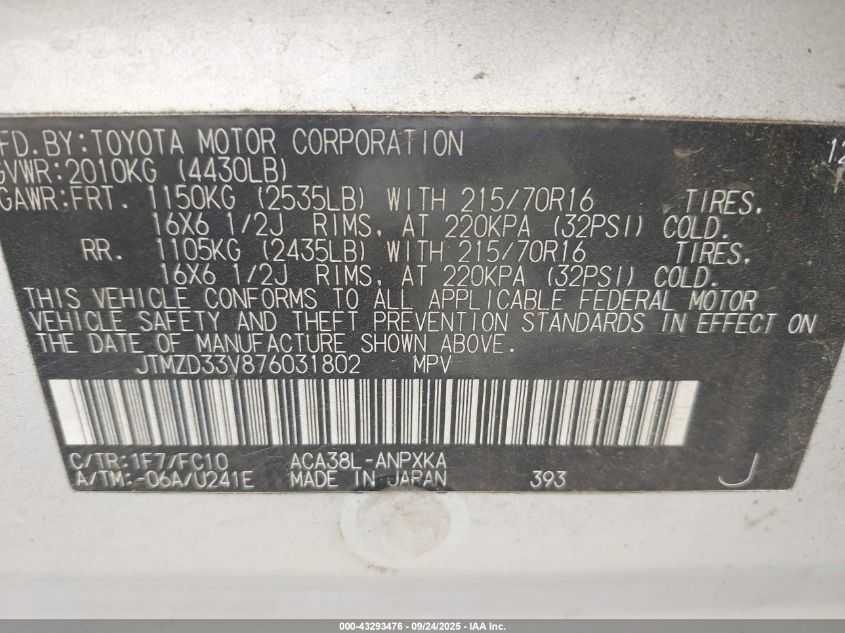 FD. BY: TOYOTA MOTOR CORPORATION 12
GVWR: 2010KG (4430LB)
GAWR: FRT. 1150KG (2535LB) WITH 215/70R16 TIRES,
16X6 1/2J RIMS, AT 220KPA (32PSI) COLD.
RR. 1105KG (2435LB) WITH 215/70R16 TIRES,
16X6 1/2J RIMS, AT 220KPA (32PSI) COLD.
THIS VEHICLE CONFORMS TO ALL APPLICABLE FEDERAL MOTOR
VEHICLE SAFETY AND THEFT PREVENTION STANDARDS IN EFFECT ON
THE DATE OF MANUFACTURE SHOWN ABOVE.
JTMZD33V876031802 MPV
C/TR: 1F7/FC10 ACA38L-ANPXKA
A/TM: -06A/U241E MADE IN JAPAN 393 J
000-43293476 • 09/24/2025 • IAA Inc.